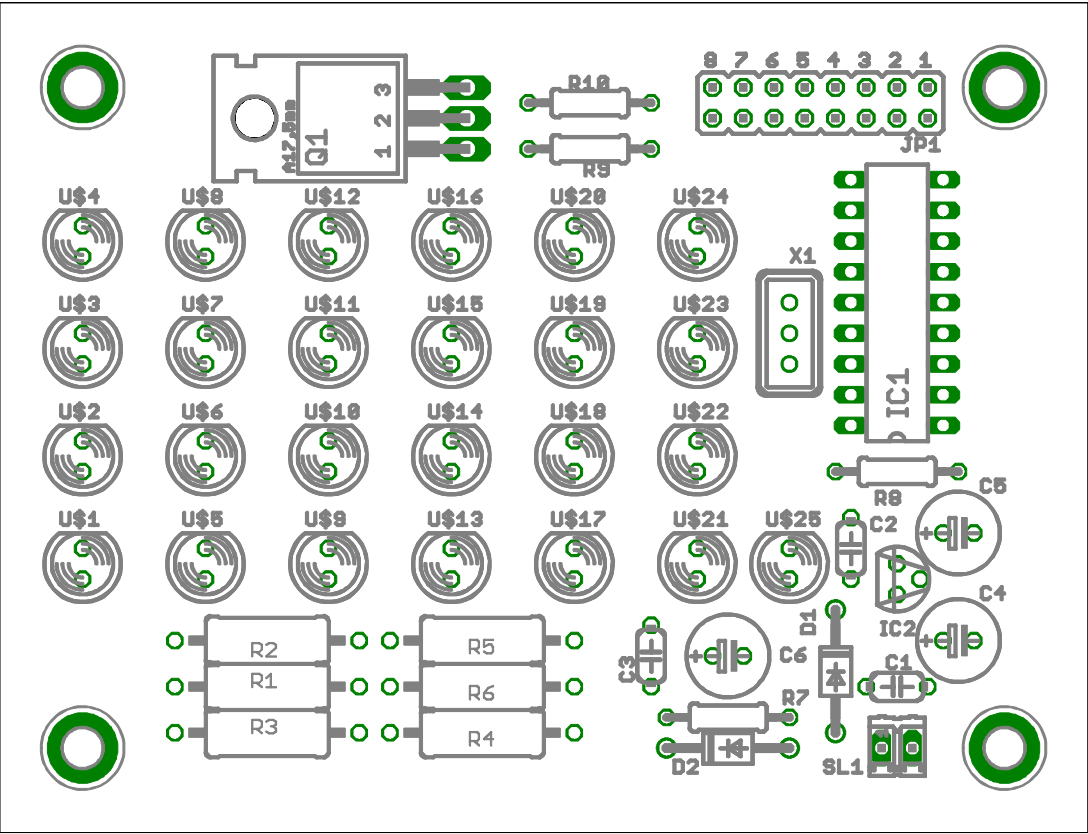 8 7 6 5 4 3 2 1
R10
3
2
1
A17,5mm
Q1
JP1
R9
U$4 U$8 U$12 U$16 U$20 U$24
X1
U$3 U$7 U$11 U$15 U$19 U$23
IC1
U$2 U$6 U$10 U$14 U$18 U$22
R8
C5
U$1 U$5 U$9 U$13 U$17 U$21 U$25
C2
C4
D1
IC2
R2
R5
C3
C6
C1
R1
R6
R7
R3
R4
D2
SL1